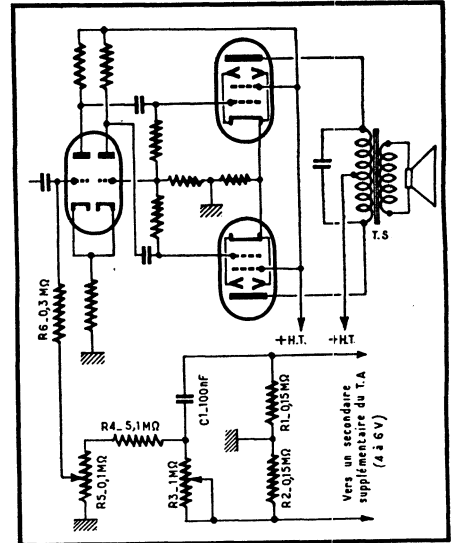 T.S
+H.T.
+H.T.
R6_0,3 MΩ
R4_5,1MΩ
R5_0,1MΩ
C1_100nF
R3_1MΩ
R1_0,15MΩ
R2_0,15MΩ
Vers un secondaire
supplémentaire du T.A
(4 à 6V)